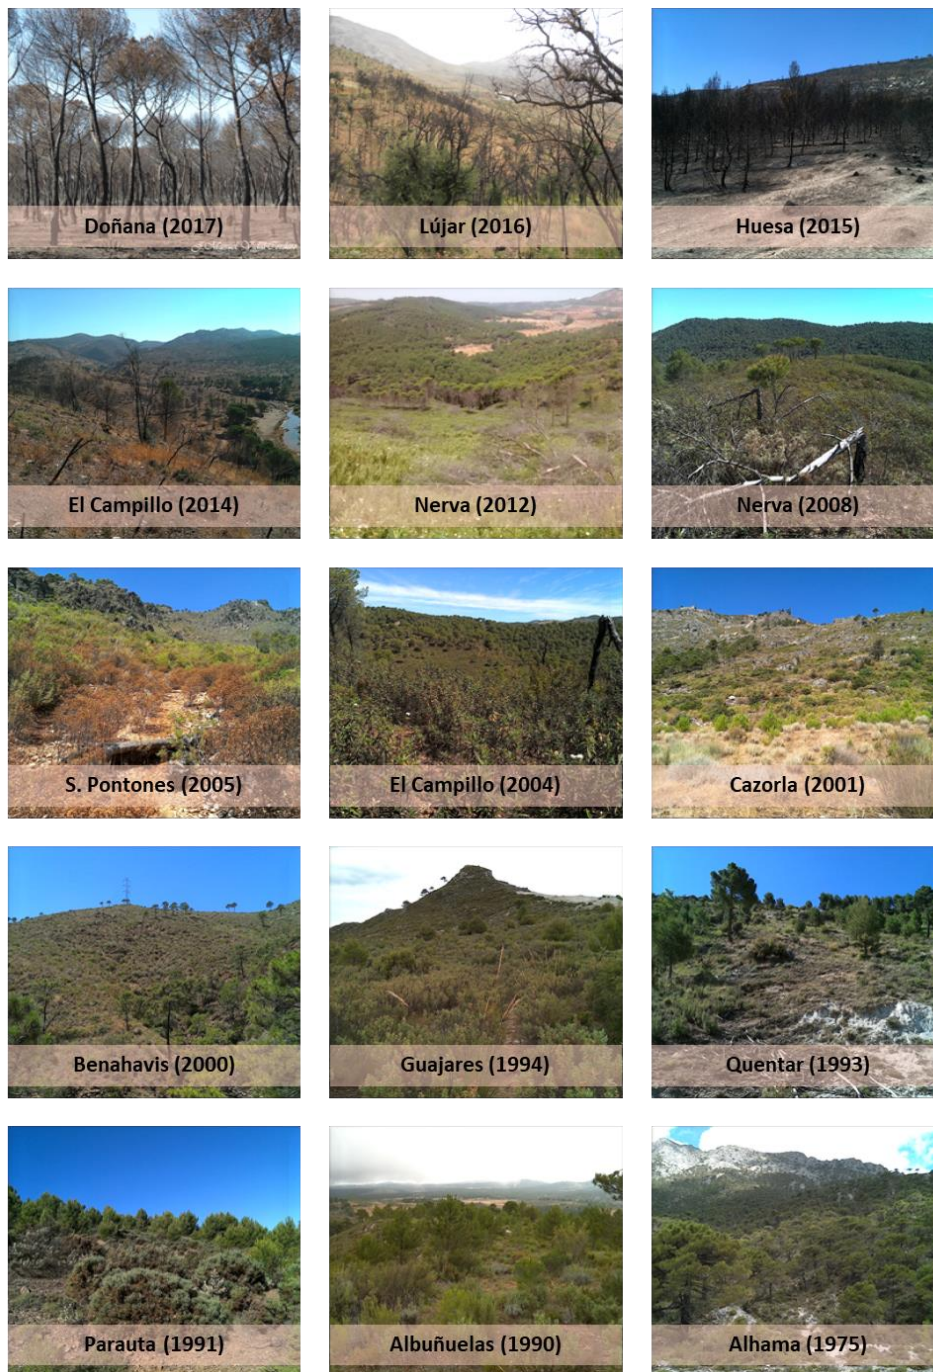 Doñana (2017)
Lújar (2016)
Huesa (2015)
El Campillo (2014)
Nerva (2012)
Nerva (2008)
S. Pontones (2005)
El Campillo (2004)
Cazorla (2001)
Benahavis (2000)
Guajares (1994)
Quentar (1993)
Parauta (1991)
Albuñuelas (1990)
Alhama (1975)